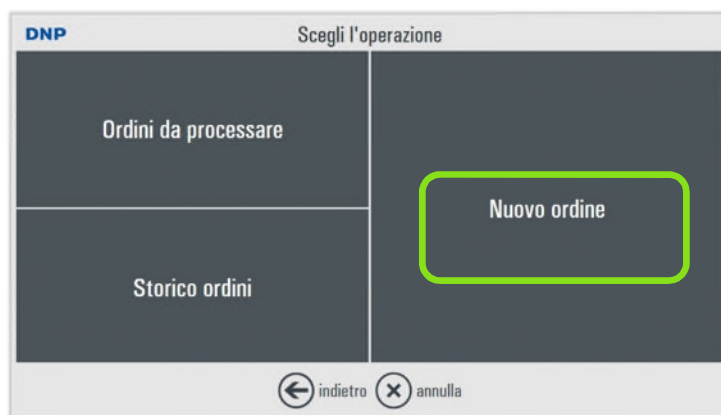 DNP
Scegli l'operazione
Ordini da processare
Nuovo ordine
Storico ordini
indietro annulla